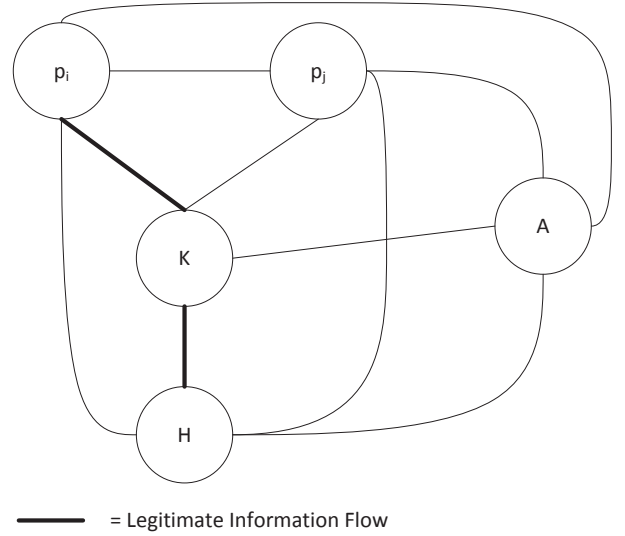 pᵢ
pⱼ
A
K
H
= Legitimate Information Flow